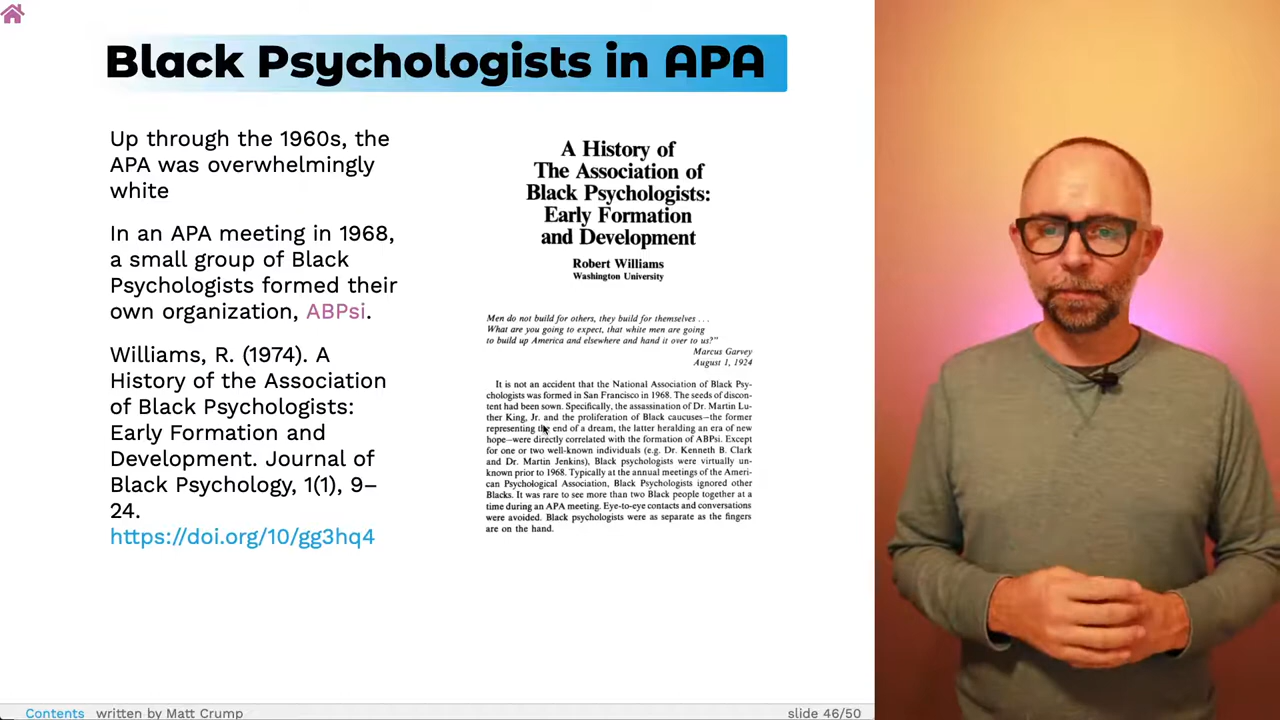 Black Psychologists in APA
Up through the 1960s, the
APA was overwhelmingly
white
In an APA meeting in 1968,
a small group of Black
Psychologists formed their
own organization, ABPsi.
Williams, R. (1974). A
History of the Association
of Black Psychologists:
Early Formation and
Development. Journal of
Black Psychology, 1(1), 9–
24.
https://doi.org/10/gg3hq4
A History of
The Association of
Black Psychologists:
Early Formation
and Development
Robert Williams
Washington University
Men do not build for others, they build for themselves . . .
What are you going to expect, that white men are going
to build up America and elsewhere and hand it over to us?"
Marcus Garvey
August 1, 1924
It is not an accident that the National Association of Black Psy-
chologists was formed in San Francisco in 1968. The seeds of discon-
tent had been sown. Specifically, the assassination of Dr. Martin Lu-
ther King, Jr. and the proliferation of Black caucuses—the former
representing the end of a dream, the latter heralding an era of new
hope—were directly correlated with the formation of ABPsi. Except
for one or two well-known individuals (e.g. Dr. Kenneth B. Clark
and Dr. Martin Jenkins), Black psychologists were virtually un-
known prior to 1968. Typically at the annual meetings of the Ameri-
can Psychological Association, Black Psychologists ignored other
Blacks. It was rare to see more than two Black people together at a
time during an APA meeting. Eye-to-eye contacts and conversations
were avoided. Black psychologists were as separate as the fingers
are on the hand.
Contents written by Matt Crump
slide 46/50